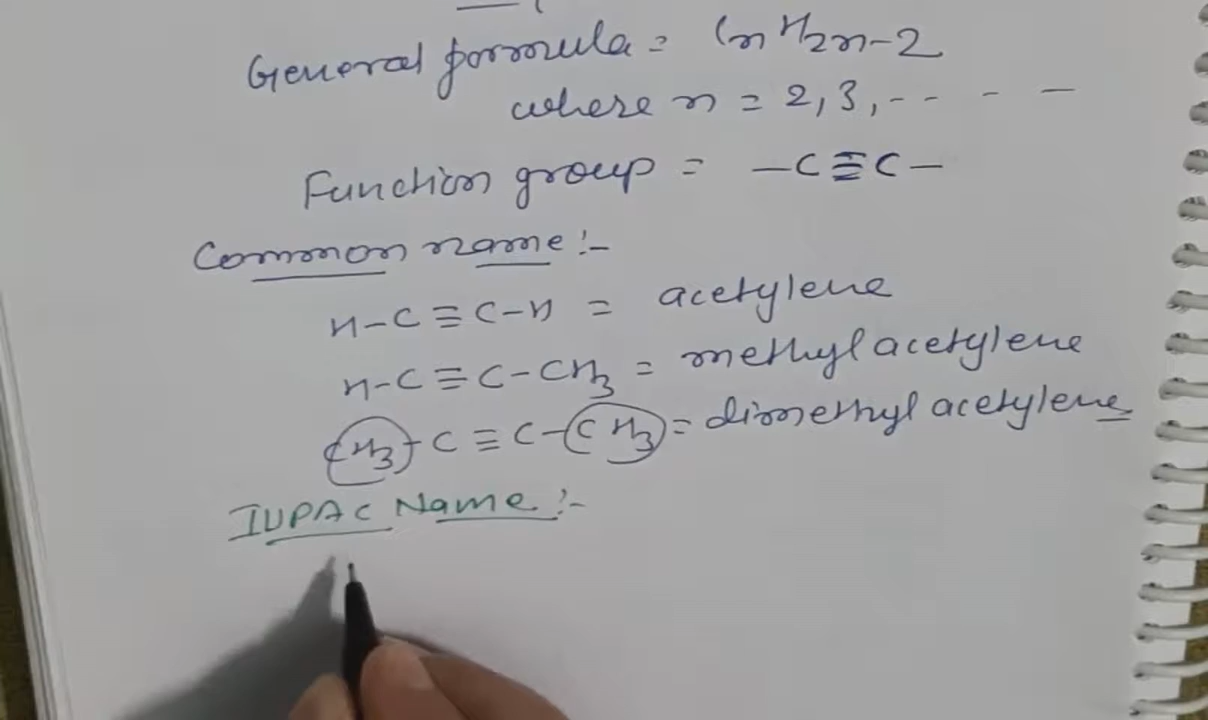 General formula = CnH2n-2
where n = 2, 3, - - - -
Function group = -C≡C-
Common name :-
H-C≡C-H = acetylene
H-C≡C-CH3 = methyl acetylene
CH3-C≡C-CH3 = dimethyl acetylene
IUPAC Name :-